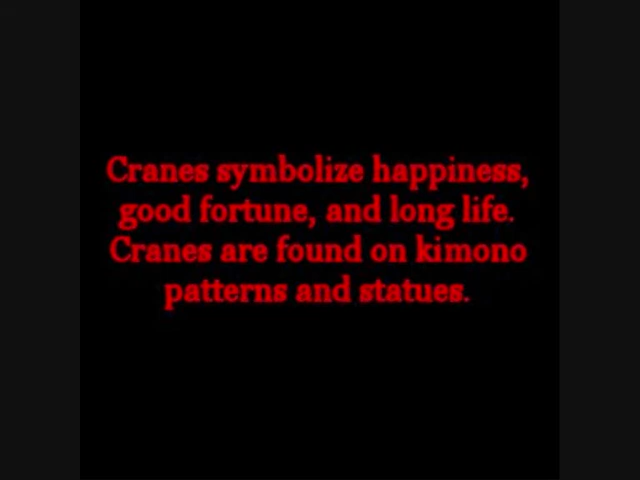 Cranes symbolize happiness,
good fortune, and long life.
Cranes are found on kimono
patterns and statues.